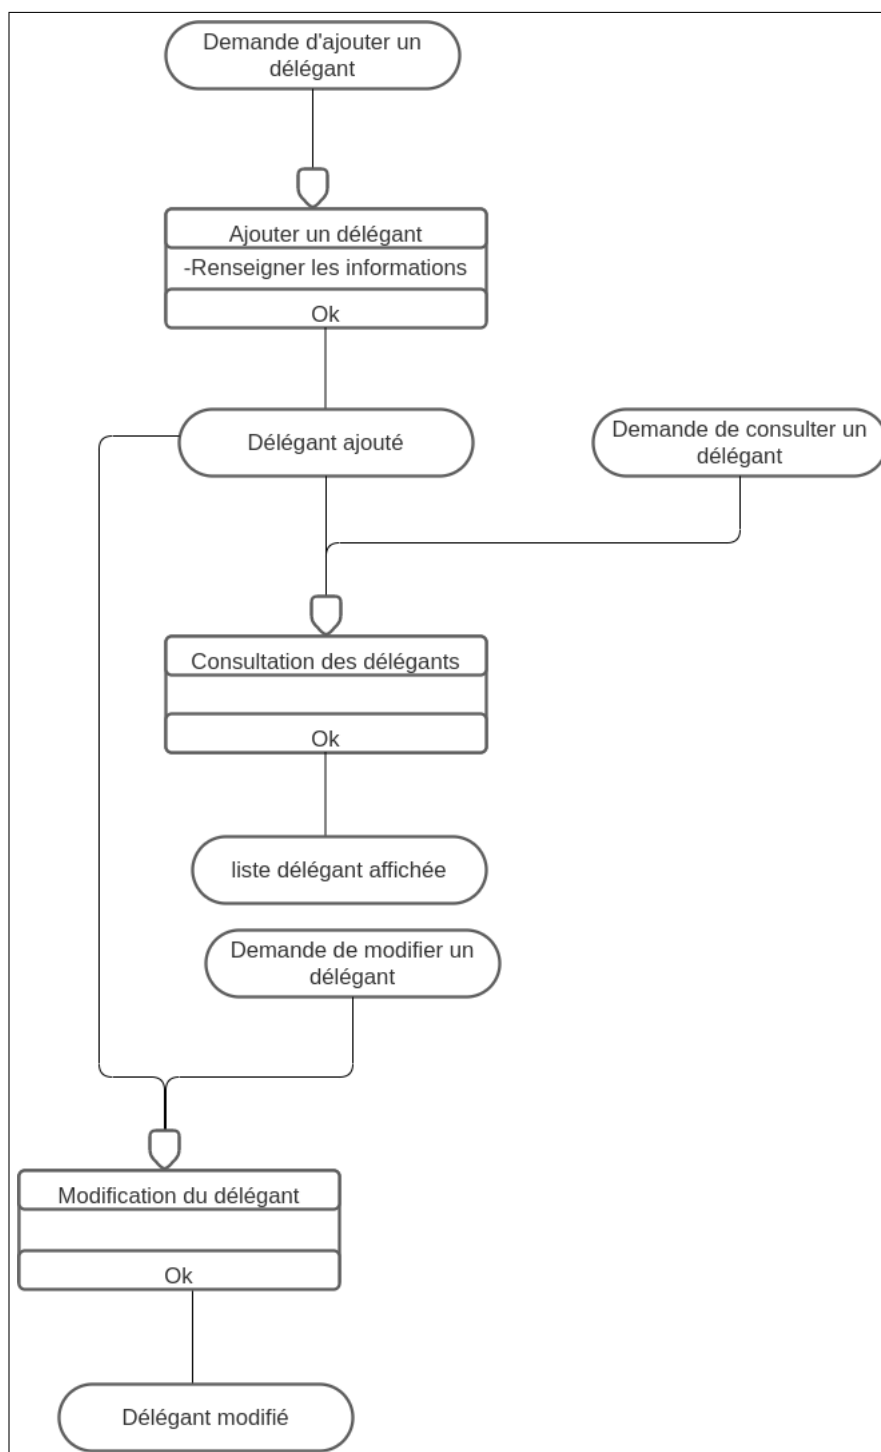 Demande d'ajouter un
délégant
Ajouter un délégant
-Renseigner les informations
Ok
Délégant ajouté
Demande de consulter un
délégant
Consultation des délégants
Ok
liste délégant affichée
Demande de modifier un
délégant
Modification du délégant
Ok
Délégant modifié